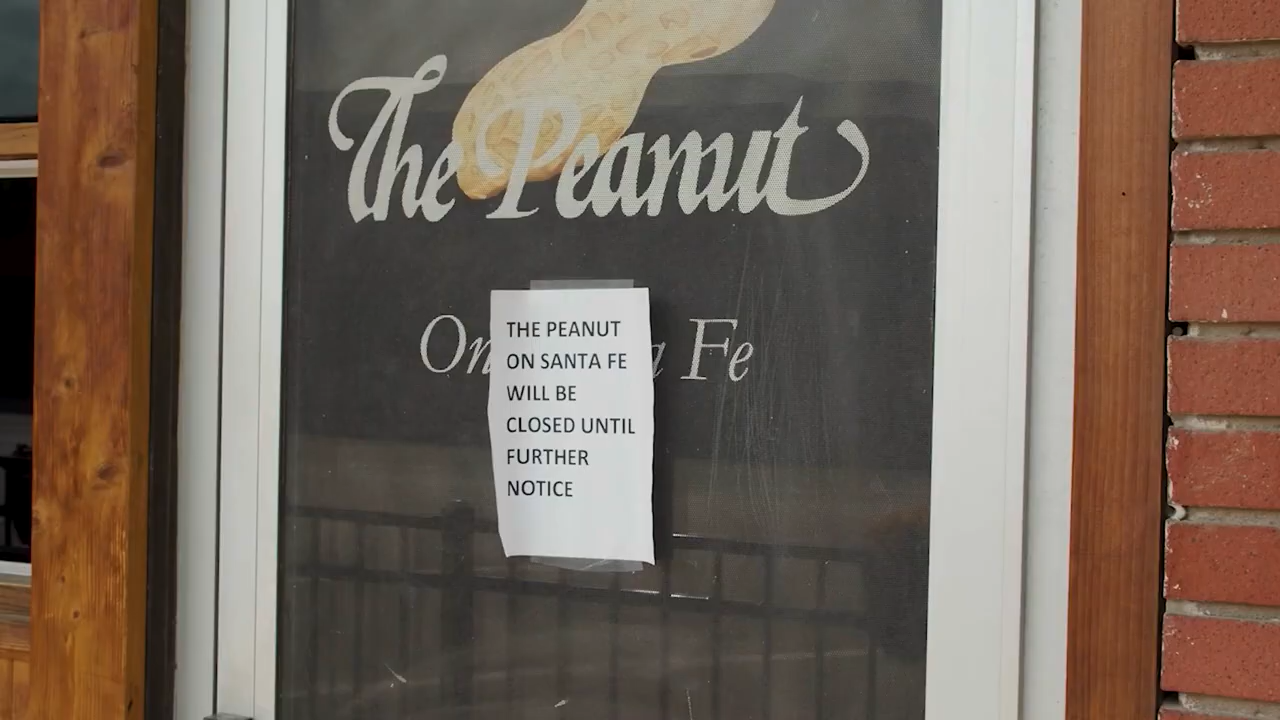 The Peanut
On a Fe
THE PEANUT
ON SANTA FE
WILL BE
CLOSED UNTIL
FURTHER
NOTICE